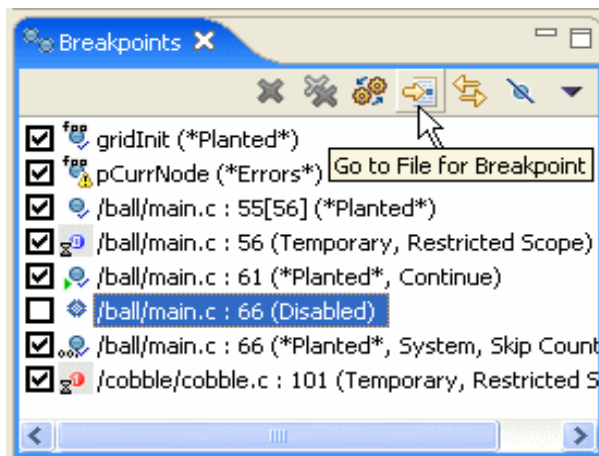 Breakpoints
gridInit (*Planted*)
pCurrNode (*Errors*)
Go to File for Breakpoint
/ball/main.c : 55[56] (*Planted*)
/ball/main.c : 56 (Temporary, Restricted Scope)
/ball/main.c : 61 (*Planted*, Continue)
/ball/main.c : 66 (Disabled)
/ball/main.c : 66 (*Planted*, System, Skip Count
/cobble/cobble.c : 101 (Temporary, Restricted S